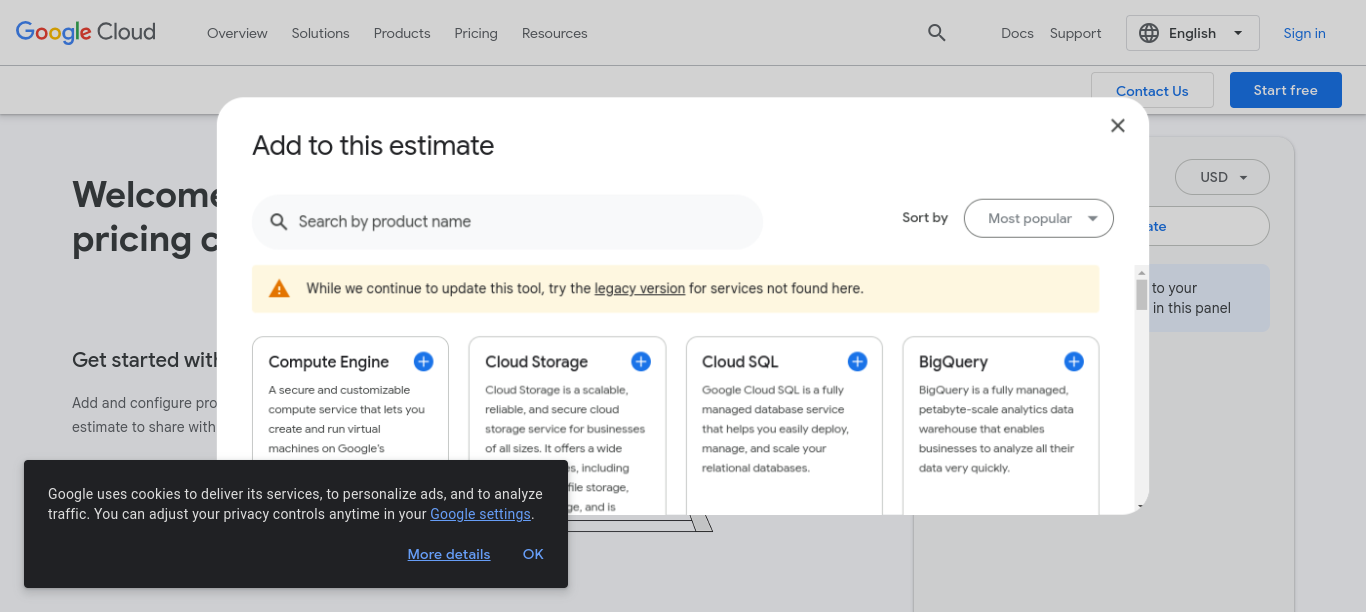 Google Cloud
Overview Solutions Products Pricing Resources Docs Support English Sign in
Contact Us Start free
Welcome
pricing
Get started with
Add and configure
estimate to share with
USD
to your
in this panel
Add to this estimate
Search by product name
Sort by Most popular
While we continue to update this tool, try the legacy version for services not found here.
Compute Engine
A secure and customizable
compute service that lets you
create and run virtual
machines on Google's
Cloud Storage
Cloud Storage is a scalable,
reliable, and secure cloud
storage service for businesses
of all sizes. It offers a wide
including
file storage,
and is
Cloud SQL
Google Cloud SQL is a fully
managed database service
that helps you easily deploy,
manage, and scale your
relational databases.
BigQuery
BigQuery is a fully managed,
petabyte-scale analytics data
warehouse that enables
businesses to analyze all their
data very quickly.
Google uses cookies to deliver its services, to personalize ads, and to analyze
traffic. You can adjust your privacy controls anytime in your Google settings.
More details OK